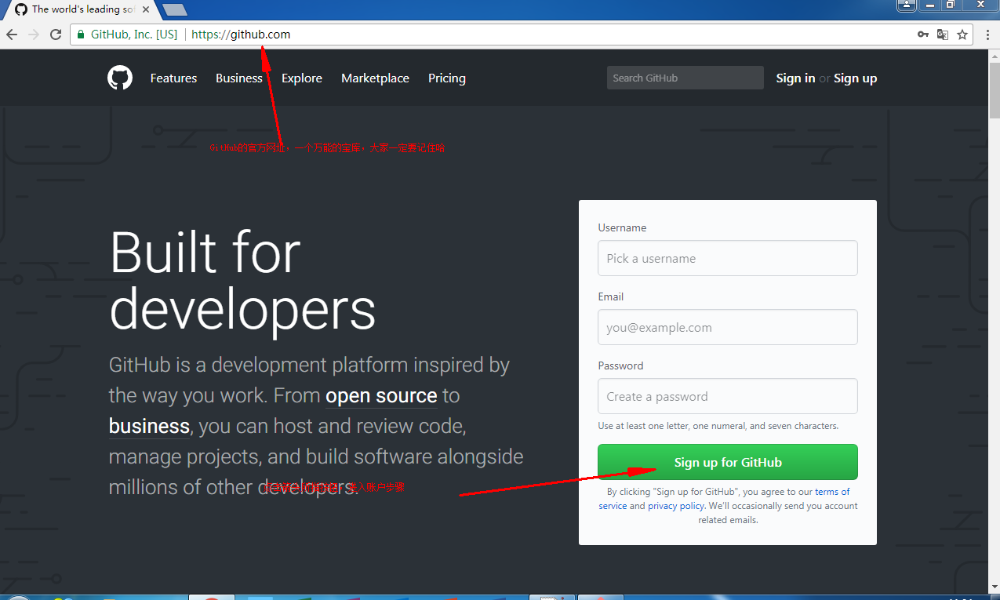 The world's leading so
GitHub, Inc. [US]
https://github.com
Features
Business
Explore
Marketplace
Pricing
Search GitHub
Sign in or Sign up
GitHub的官方网址，一个万能的宝库，大家一定要记住哈
Built for
developers
GitHub is a development platform inspired by
the way you work. From open source to
business, you can host and review code,
manage projects, and build software alongside
millions of other developers.
入账户步骤
Username
Pick a username
Email
you@example.com
Password
Create a password
Use at least one letter, one numeral, and seven characters.
Sign up for GitHub
By clicking "Sign up for GitHub", you agree to our terms of
service and privacy policy. We'll occasionally send you account
related emails.